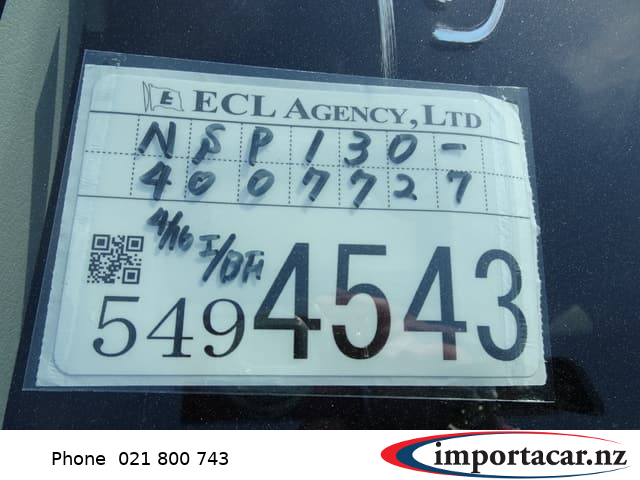 E ECL AGENCY, LTD
NSP130-
4007727
4/16 I/BH
5494543
Phone 021 800 743
importacar.nz